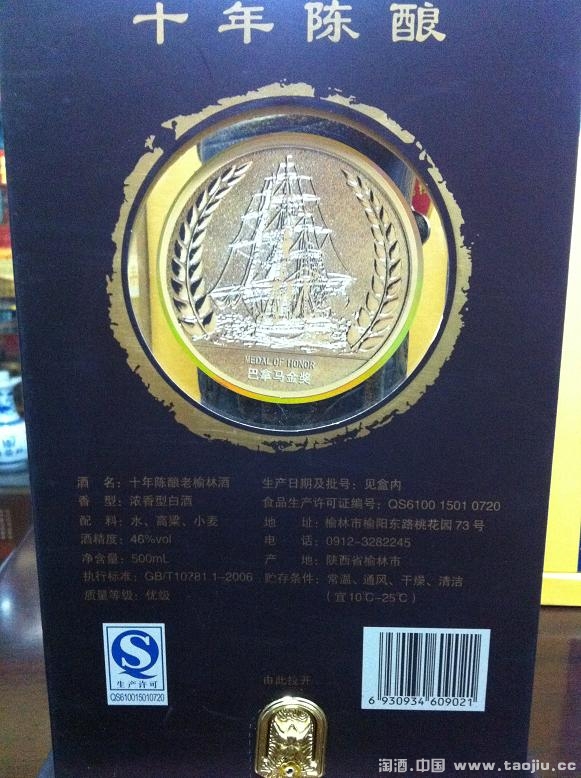 十年陈酿
MEDAL OF HONOR
巴拿马金奖
酒　名：十年陈酿老榆林酒
香　型：浓香型白酒
配　料：水、高粱、小麦
酒精度：46%vol
净含量：500mL
执行标准：GB/T10781.1-2006
质量等级：优级
生产日期及批号：见盒内
食品生产许可证编号：QS6100 1501 0720
地　址：榆林市榆阳东路桃花园73号
电　话：0912-3282245
产　地：陕西省榆林市
贮存条件：常温、通风、干燥、清洁
（宜10℃-25℃）
生产许可
QS610015010720
由此拉开
6 930934 609021
淘酒.中国 www.taojiu.cc